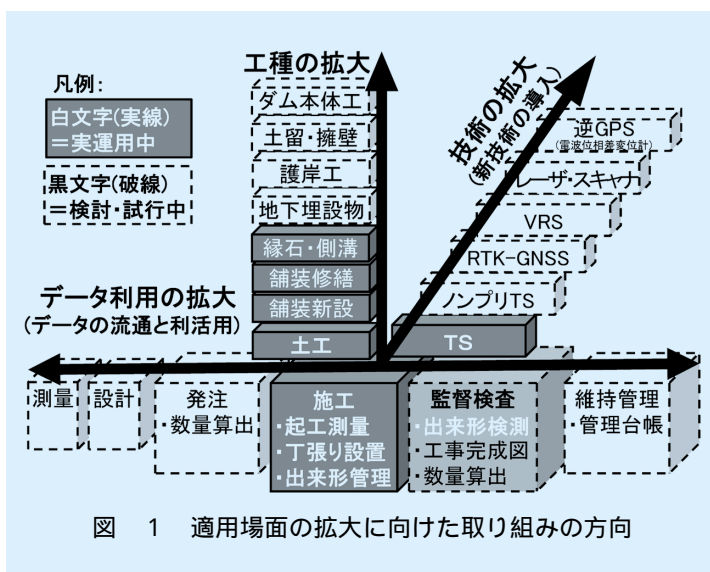 凡例：
白文字(実線)
＝実運用中
黒文字(破線)
＝検討・試行中
工種の拡大
ダム本体工
土留・擁壁
護岸工
地下埋設物
縁石・側溝
舗装修繕
舗装新設
土工
技術の拡大
(新技術の導入)
逆GPS
(電波位相差変位計)
レーザ・スキャナ
VRS
RTK-GNSS
ノンプリTS
TS
データ利用の拡大
(データの流通と利活用)
測量
設計
発注
・数量算出
施工
・起工測量
・丁張り設置
・出来形管理
監督検査
・出来形検測
・工事完成図
・数量算出
維持管理
・管理台帳
図　1　適用場面の拡大に向けた取り組みの方向